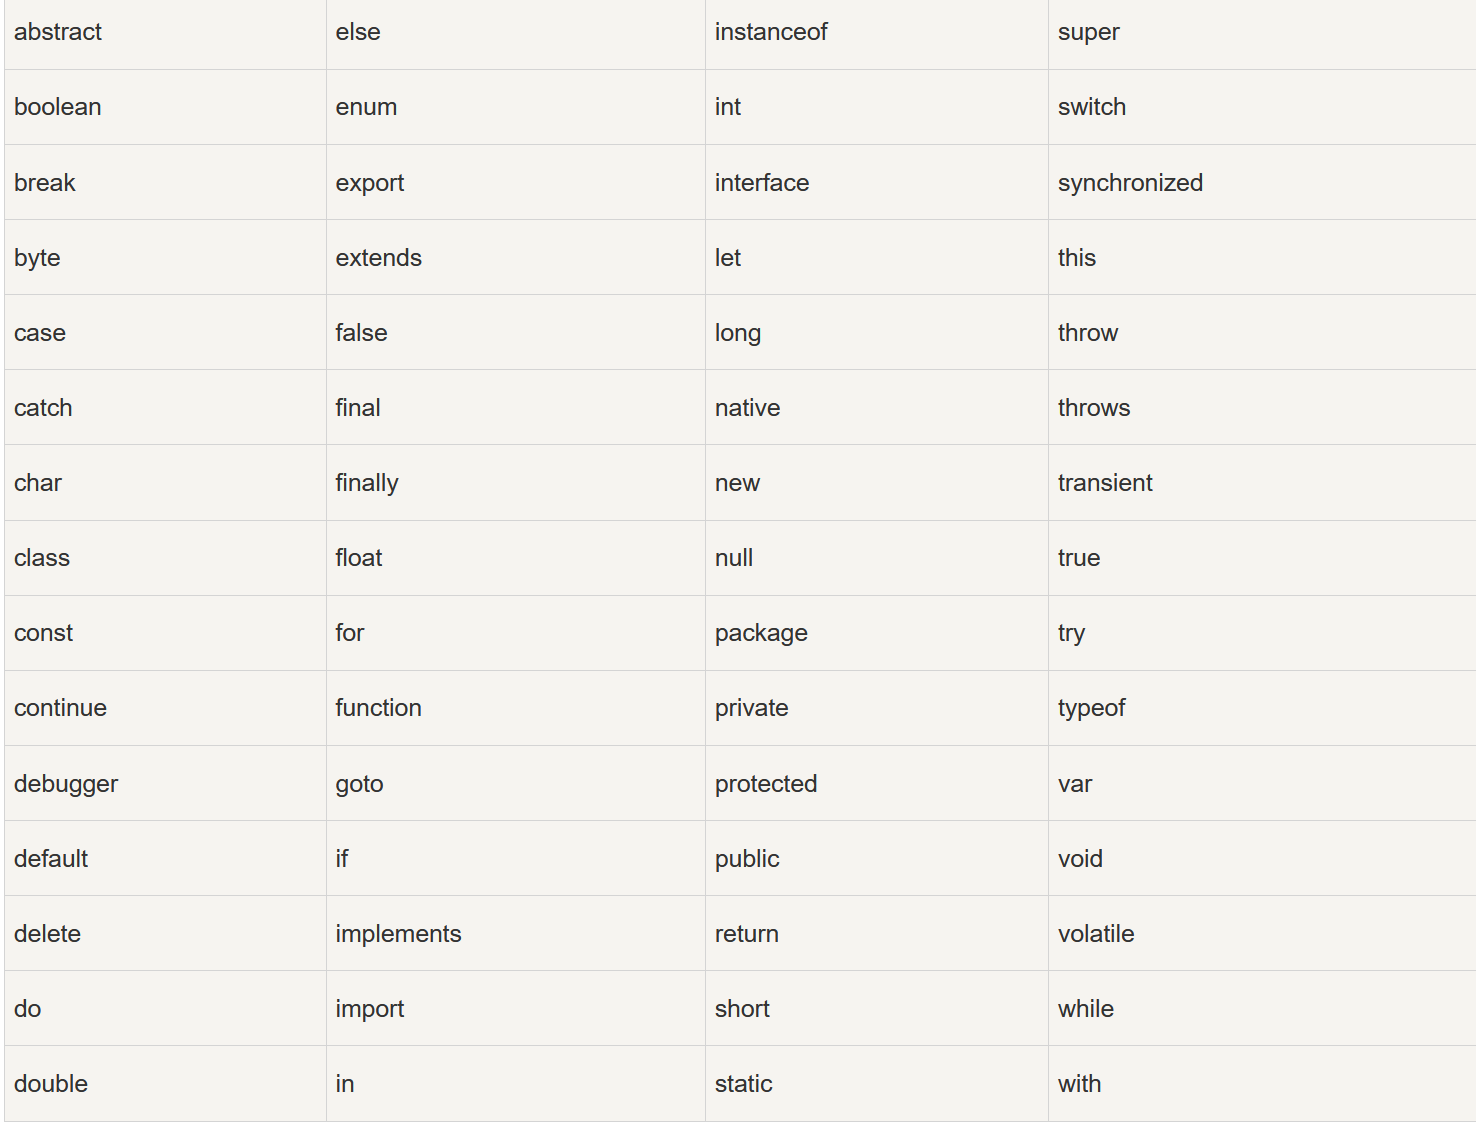 abstract else instanceof super
boolean enum int switch
break export interface synchronized
byte extends let this
case false long throw
catch final native throws
char finally new transient
class float null true
const for package try
continue function private typeof
debugger goto protected var
default if public void
delete implements return volatile
do import short while
double in static with